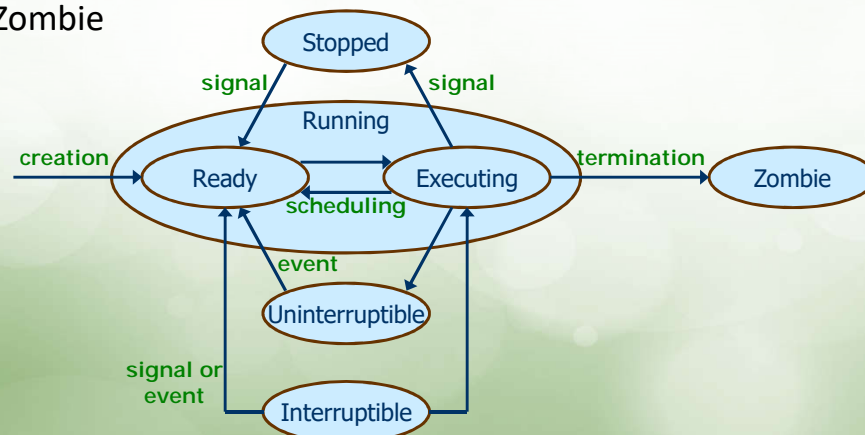 Zombie
Stopped
signal
signal
Running
creation
Ready
Executing
termination
Zombie
scheduling
event
Uninterruptible
signal or
event
Interruptible